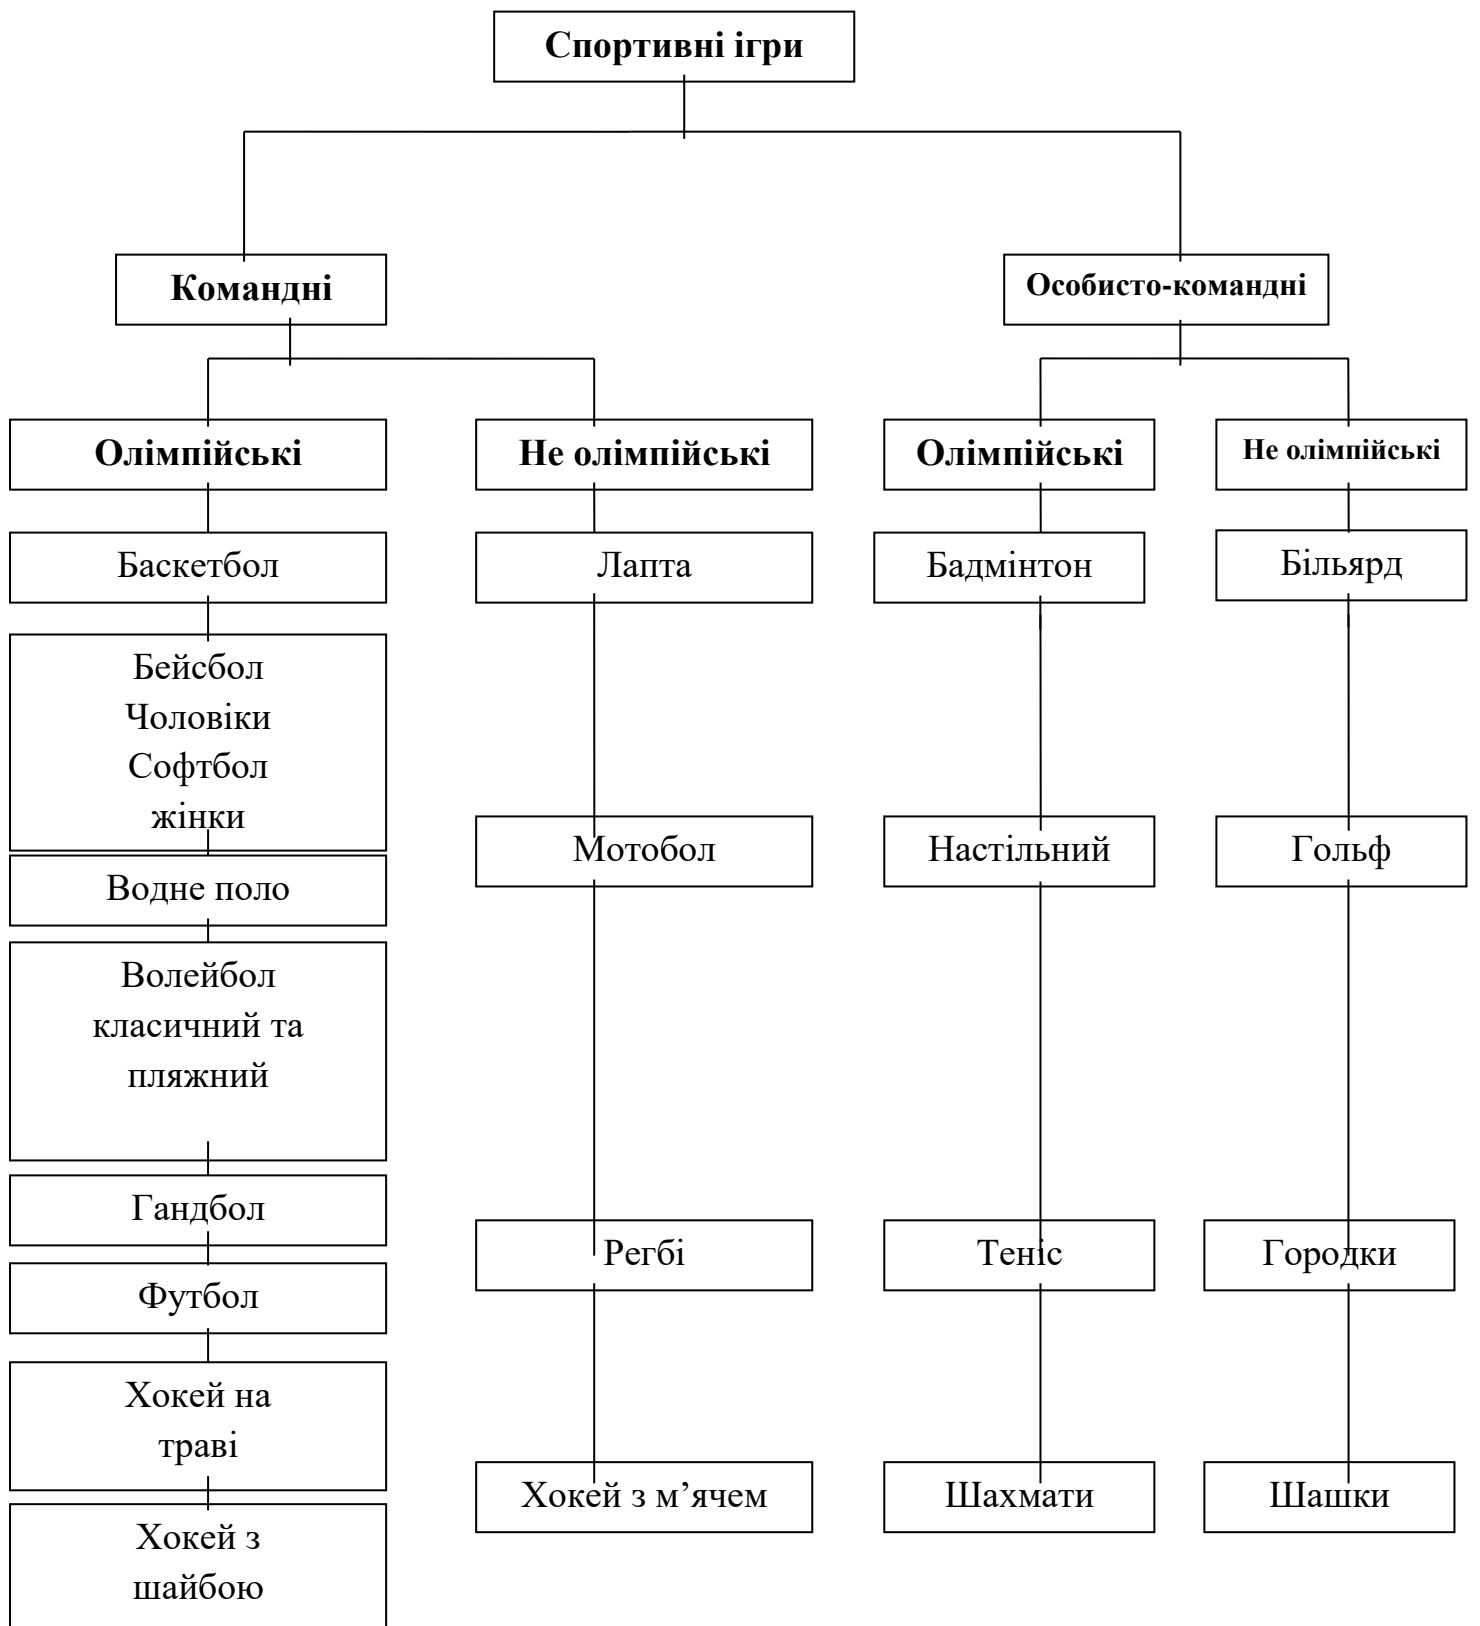 Спортивні ігри
Командні
Особисто-командні
Олімпійські
Не олімпійські
Олімпійські
Не олімпійські
Баскетбол
Лапта
Бадмінтон
Більярд
Бейсбол
Чоловіки
Софтбол
жінки
Мотобол
Настільний
Гольф
Водне поло
Волейбол
класичний та
пляжний
Гандбол
Регбі
Теніс
Городки
Футбол
Хокей на
траві
Хокей з м’ячем
Шахмати
Шашки
Хокей з
шайбою